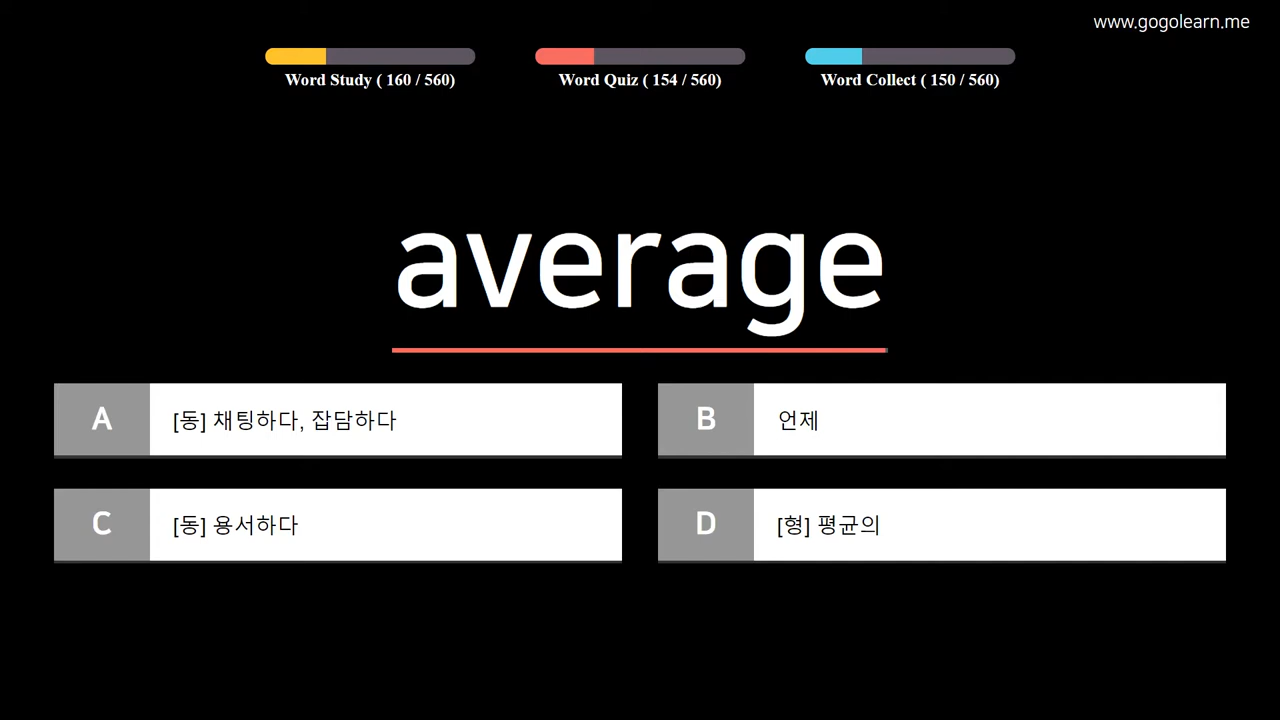 www.gogolearn.me
Word Study ( 160 / 560)
Word Quiz ( 154 / 560)
Word Collect ( 150 / 560)
average
A [동] 채팅하다, 잡담하다
B 언제
C [동] 용서하다
D [형] 평균의